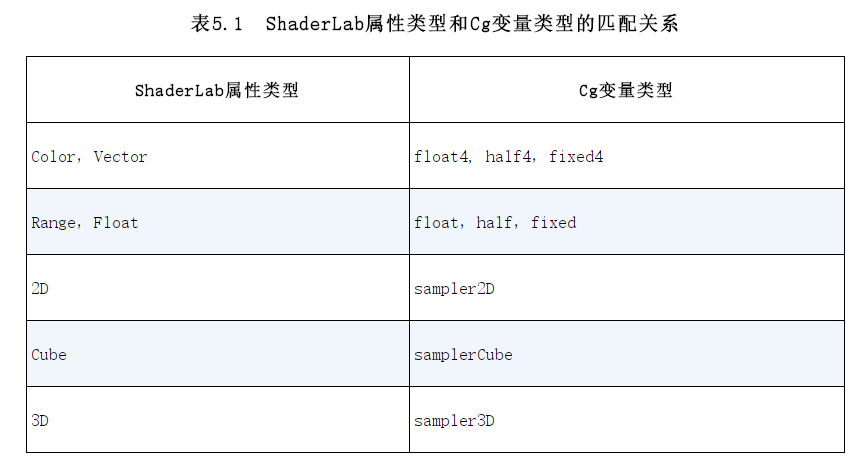 表5.1 ShaderLab属性类型和Cg变量类型的匹配关系
ShaderLab属性类型 Cg变量类型
Color, Vector float4, half4, fixed4
Range, Float float, half, fixed
2D sampler2D
Cube samplerCube
3D sampler3D